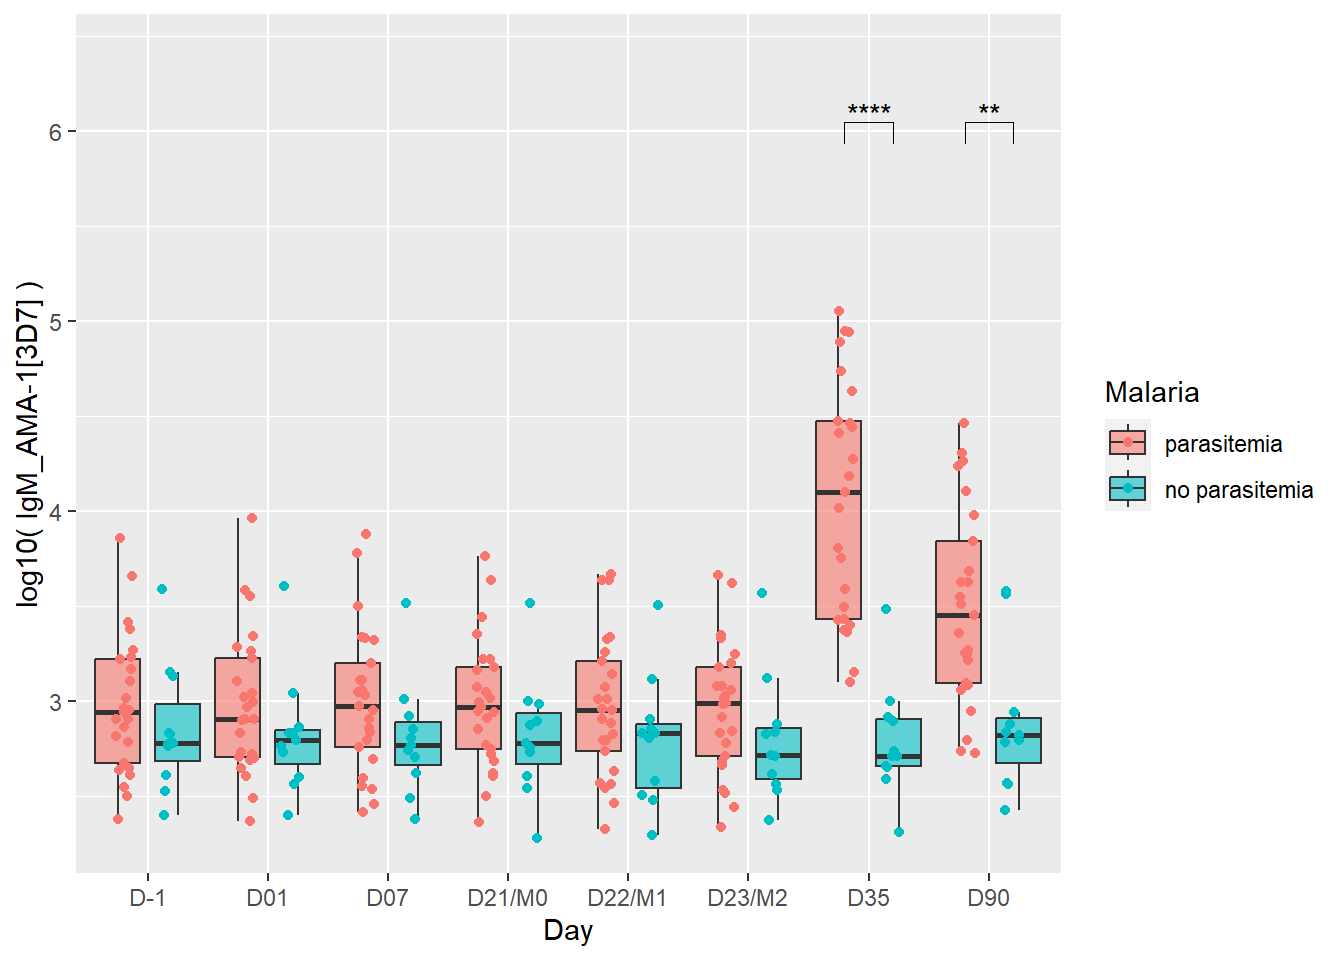 **** **
6
5
4
3
log10( IgM_AMA-1[3D7] )
D-1 D01 D07 D21/M0 D22/M1 D23/M2 D35 D90
Day
Malaria
parasitemia
no parasitemia